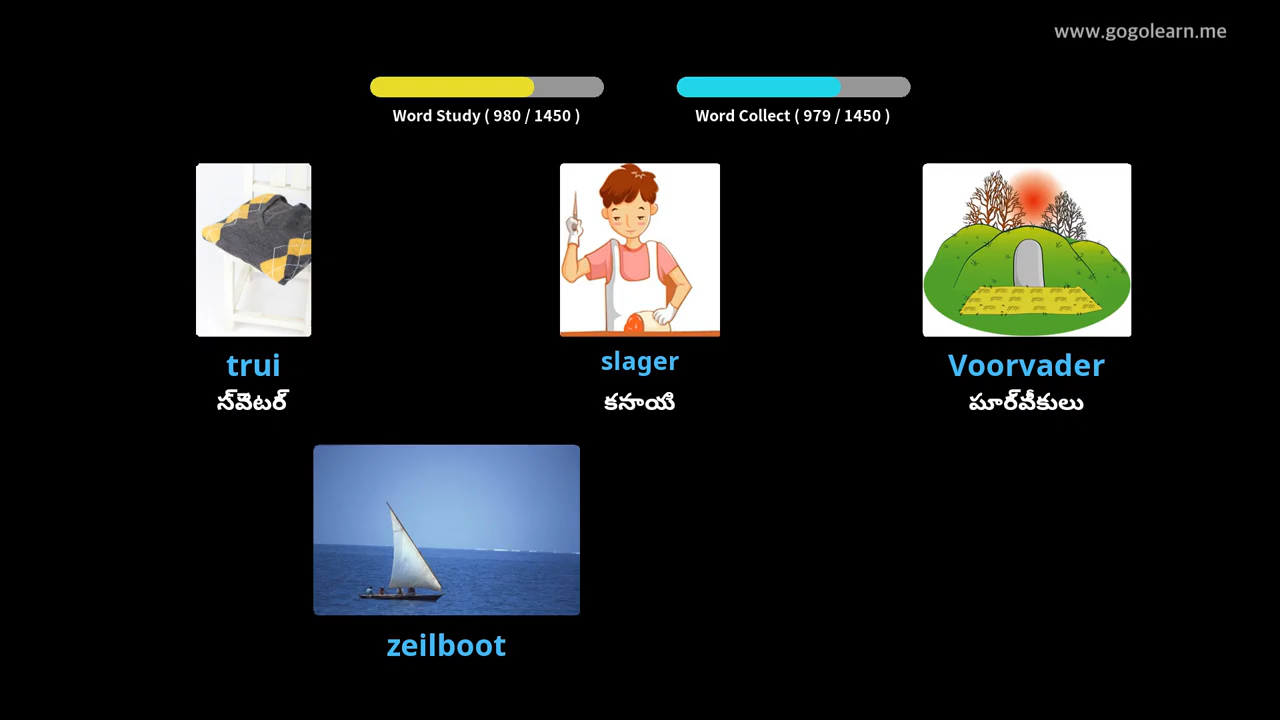 www.gogolearn.me
Word Study ( 980 / 1450 )
Word Collect ( 979 / 1450 )
trui
slager
Voorvader
స్వెటర్
కసాయి
పూర్వీకులు
zeilboot